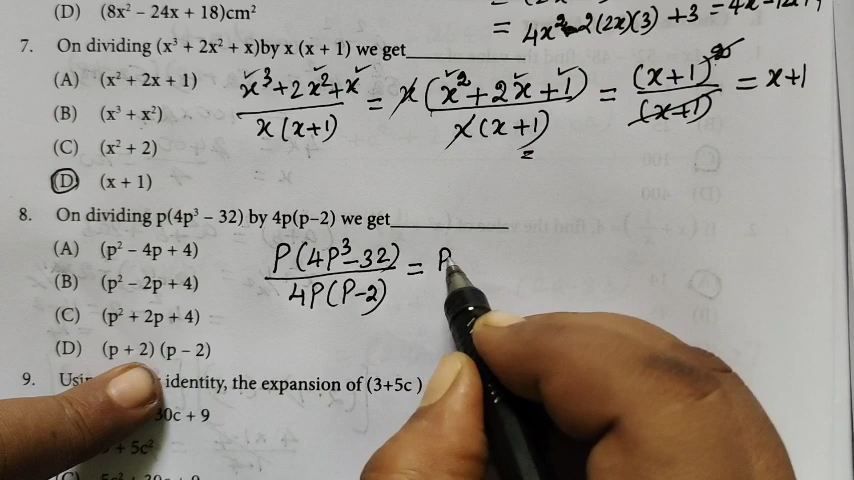 (D) (8x² – 24x + 18)cm²
= 4x² - 2(2x)(3) + 3 = 4x
7. On dividing (x³ + 2x² + x)by x (x + 1) we get
(A) (x² + 2x + 1)
(B) (x³ + x²)
(C) (x² + 2)
(D) (x + 1)
x³+2x²+x / x(x+1) = x(x²+2x+1) / x(x+1) = (x+1)² / (x+1) = x+1
8. On dividing p(4p³ – 32) by 4p(p–2) we get
(A) (p² – 4p + 4)
(B) (p² – 2p + 4)
(C) (p² + 2p + 4)
(D) (p + 2) (p – 2)
P(4P³-32) / 4P(P-2) = P
9. identity, the expansion of (3+5c )
30c + 9
+ 5c²